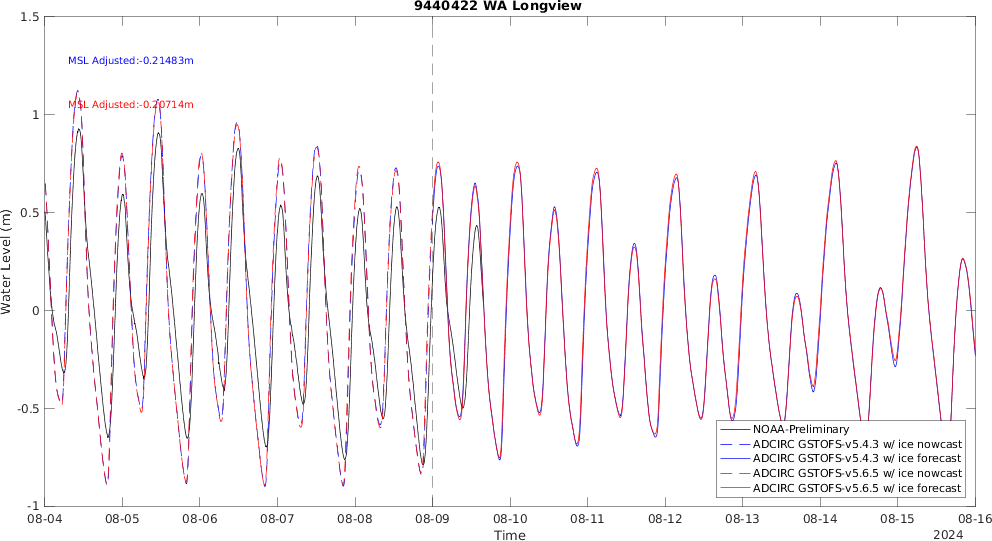 9440422 WA Longview
1.5
MSL Adjusted:-0.21483m
MSL Adjusted:-0.20714m
1
0.5
0
-0.5
-1
Water Level (m)
NOAA-Preliminary
ADCIRC GSTOFS-v5.4.3 w/ ice nowcast
ADCIRC GSTOFS-v5.4.3 w/ ice forecast
ADCIRC GSTOFS-v5.6.5 w/ ice nowcast
ADCIRC GSTOFS-v5.6.5 w/ ice forecast
08-04 08-05 08-06 08-07 08-08 08-09 08-10 08-11 08-12 08-13 08-14 08-15 08-16
Time
2024